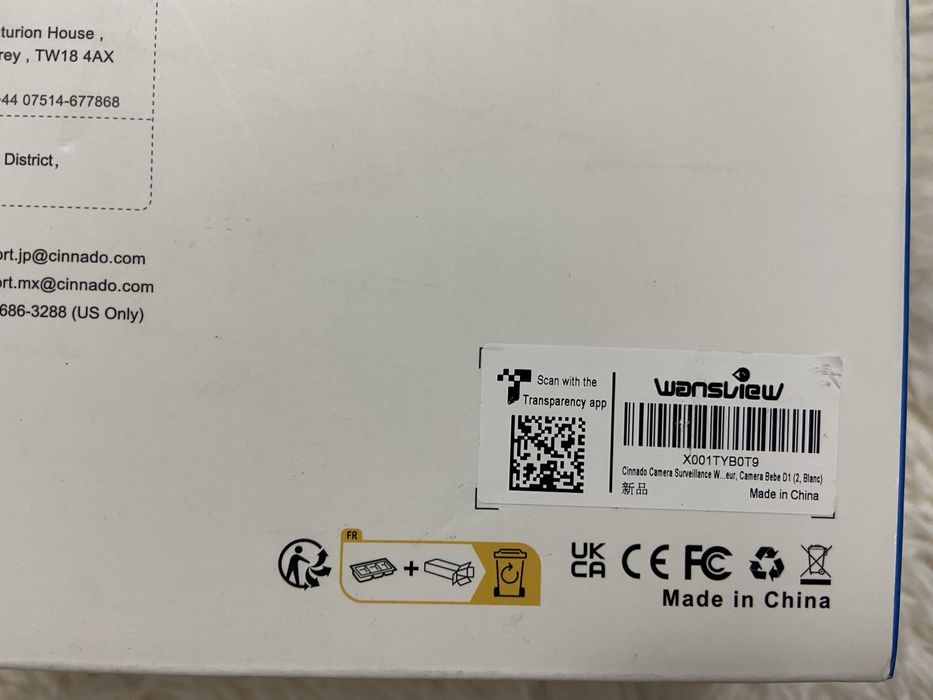 turion House ,
rey , TW18 4AX
44 07514-677868
District,
ort.jp@cinnado.com
ort.mx@cinnado.com
686-3288 (US Only)
Scan with the
Transparency app
wansview
X001TYB0T9
Cinnado Camera Surveillance W...eur, Camera Bebe D1 (2, Blanc)
新品
Made in China
FR
UK
CA
CE
FC
Made in China